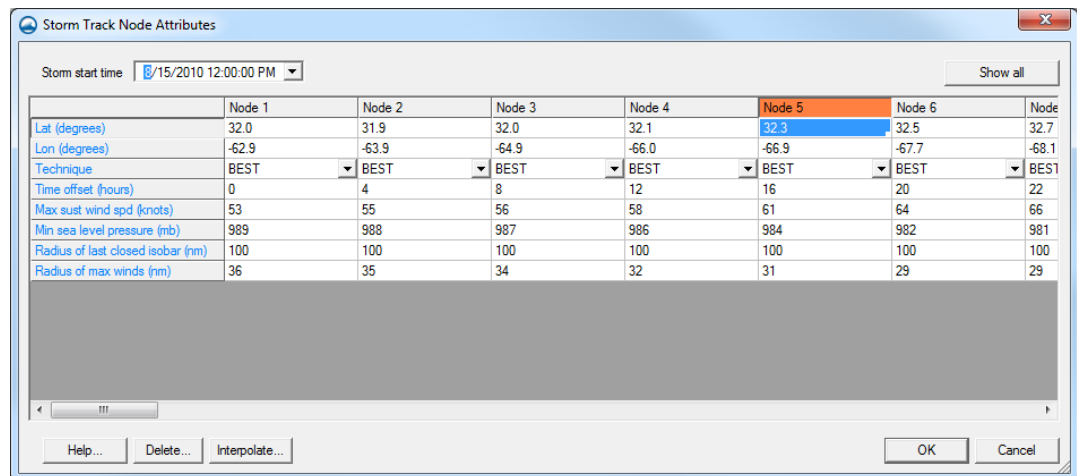 Storm Track Node Attributes
Storm start time 8/15/2010 12:00:00 PM Show all
Node 1 Node 2 Node 3 Node 4 Node 5 Node 6 Node
Lat (degrees) 32.0 31.9 32.0 32.1 32.3 32.5 32.7
Lon (degrees) -62.9 -63.9 -64.9 -66.0 -66.9 -67.7 -68.1
Technique BEST BEST BEST BEST BEST BEST BEST
Time offset (hours) 0 4 8 12 16 20 22
Max sust wind spd (knots) 53 55 56 58 61 64 66
Min sea level pressure (mb) 989 988 987 986 984 982 981
Radius of last closed isobar (nm) 100 100 100 100 100 100 100
Radius of max winds (nm) 36 35 34 32 31 29 29
Help... Delete... Interpolate... OK Cancel